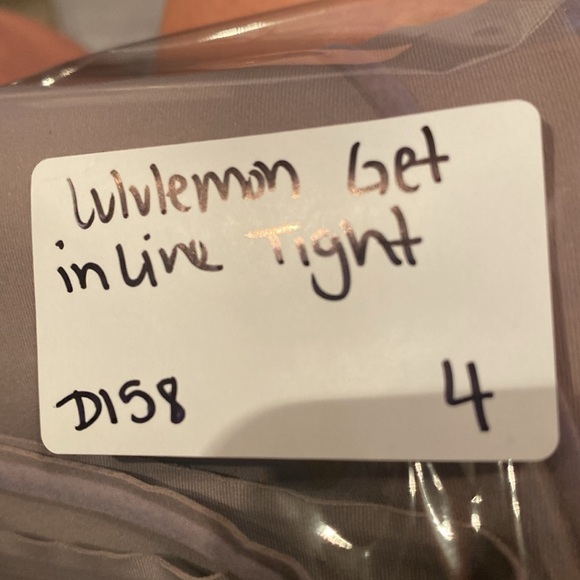 lululemon Get
in Line Tight
D158 4